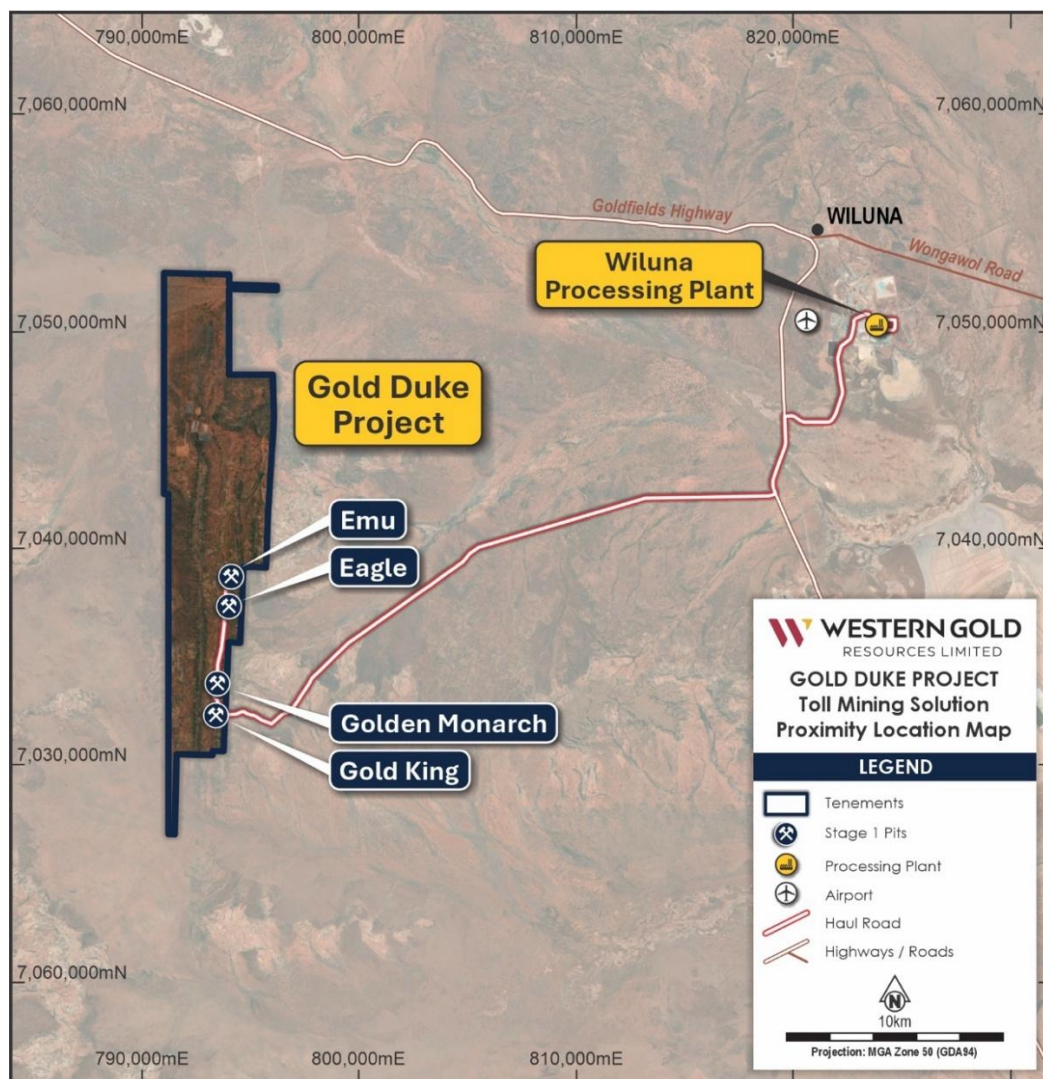 790,000mE
800,000mE
810,000mE
820,000mE
7,060,000mN
7,060,000mN
Goldfields Highway
WILUNA
Wongawol Road
Wiluna
Processing Plant
7,050,000mN
7,050,000mN
Gold Duke
Project
Emu
Eagle
7,040,000mN
7,040,000mN
Golden Monarch
Gold King
7,030,000mN
WESTERN GOLD
RESOURCES LIMITED
GOLD DUKE PROJECT
Toll Mining Solution
Proximity Location Map
LEGEND
Tenements
Stage 1 Pits
Processing Plant
Airport
Haul Road
Highways / Roads
N
10km
Projection: MGA Zone 50 (GDA94)
7,060,000mN
790,000mE
800,000mE
810,000mE